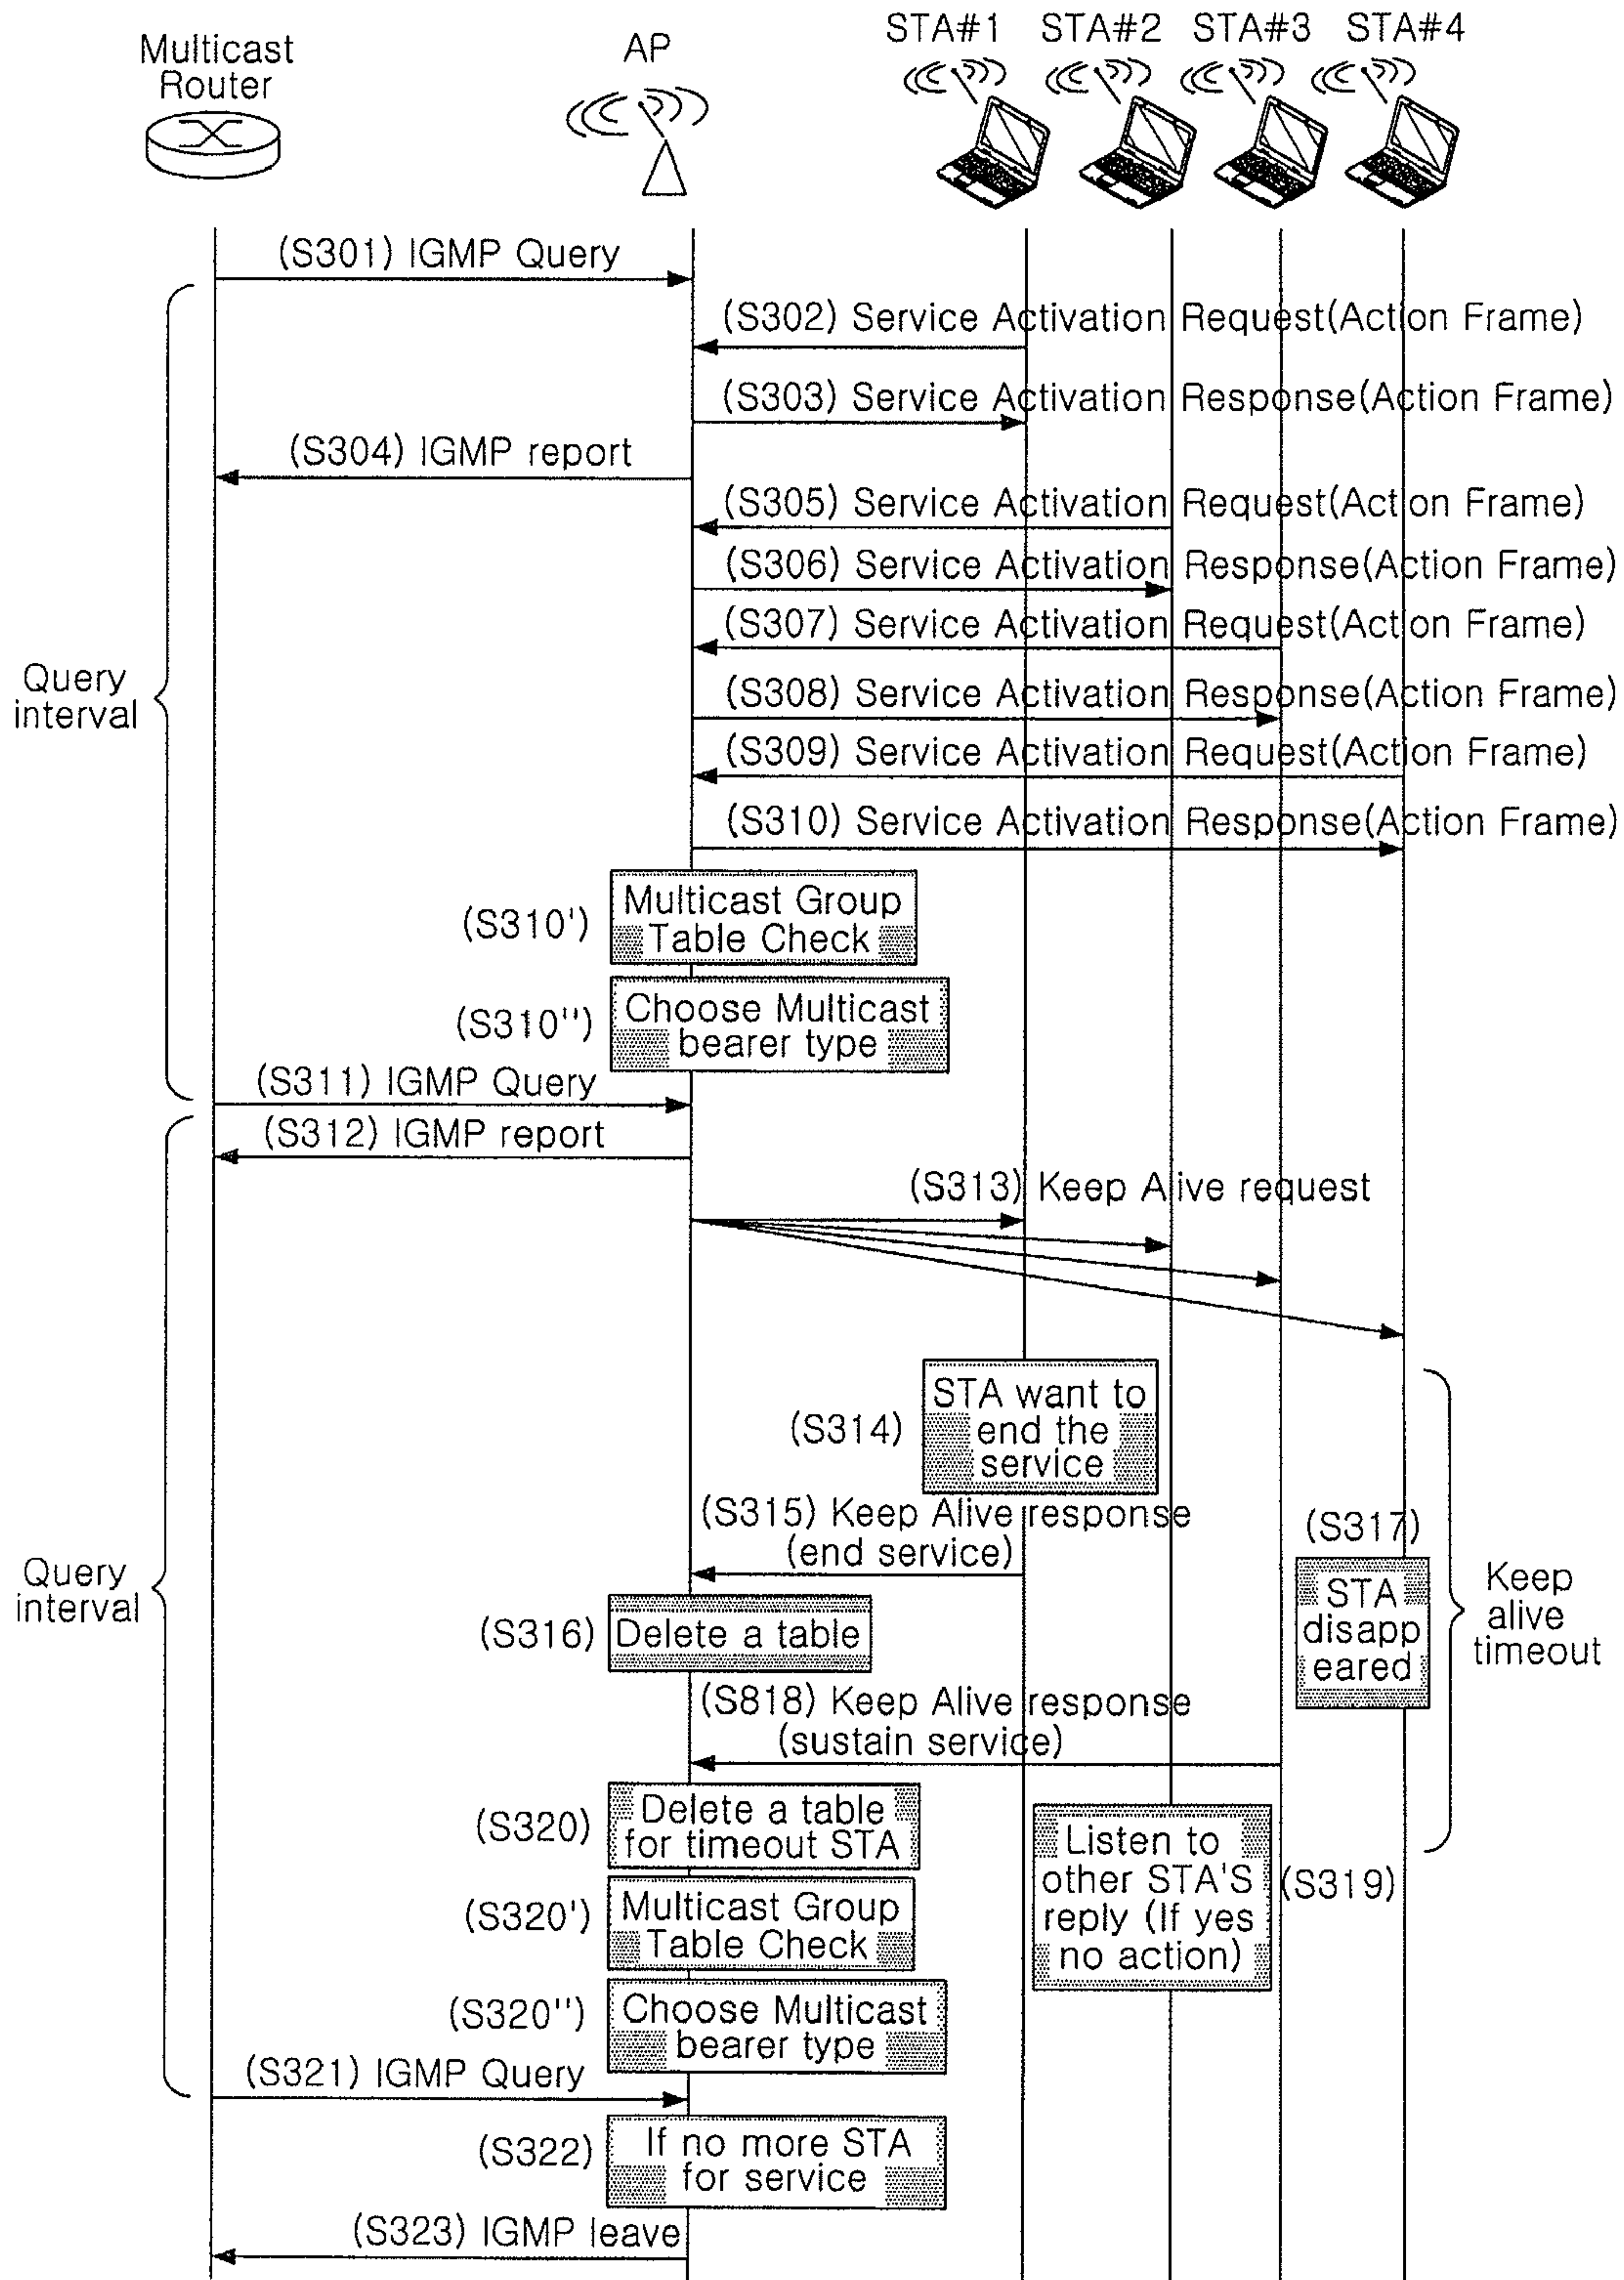 Multicast
Router
AP
STA#1 STA#2 STA#3 STA#4
(S301) IGMP Query
(S302) Service Activation Request(Action Frame)
(S303) Service Activation Response(Action Frame)
(S304) IGMP report
(S305) Service Activation Request(Action Frame)
(S306) Service Activation Response(Action Frame)
(S307) Service Activation Request(Action Frame)
Query
interval
(S308) Service Activation Response(Action Frame)
(S309) Service Activation Request(Action Frame)
(S310) Service Activation Response(Action Frame)
(S310')
Multicast Group
Table Check
(S310'')
Choose Multicast
bearer type
(S311) IGMP Query
(S312) IGMP report
(S313) Keep Alive request
(S314)
STA want to
end the
service
(S315) Keep Alive response
(end service)
(S317)
STA
disapp
eared
Keep
alive
timeout
Query
interval
(S316)
Delete a table
(S818) Keep Alive response
(sustain service)
(S320)
Delete a table
for timeout STA
Listen to
other STA'S
reply (If yes
no action)
(S319)
(S320')
Multicast Group
Table Check
(S320'')
Choose Multicast
bearer type
(S321) IGMP Query
(S322)
If no more STA
for service
(S323) IGMP leave